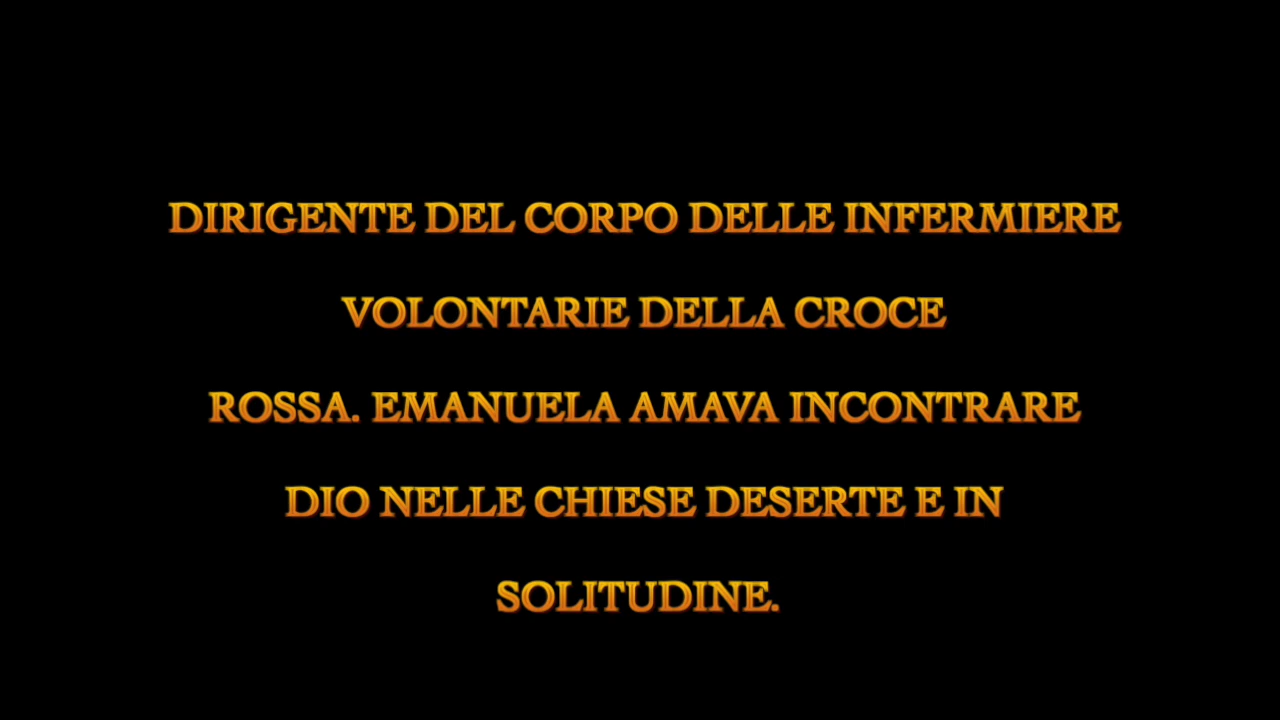 DIRIGENTE DEL CORPO DELLE INFERMIERE
VOLONTARIE DELLA CROCE
ROSSA. EMANUELA AMAVA INCONTRARE
DIO NELLE CHIESE DESERTE E IN
SOLITUDINE.